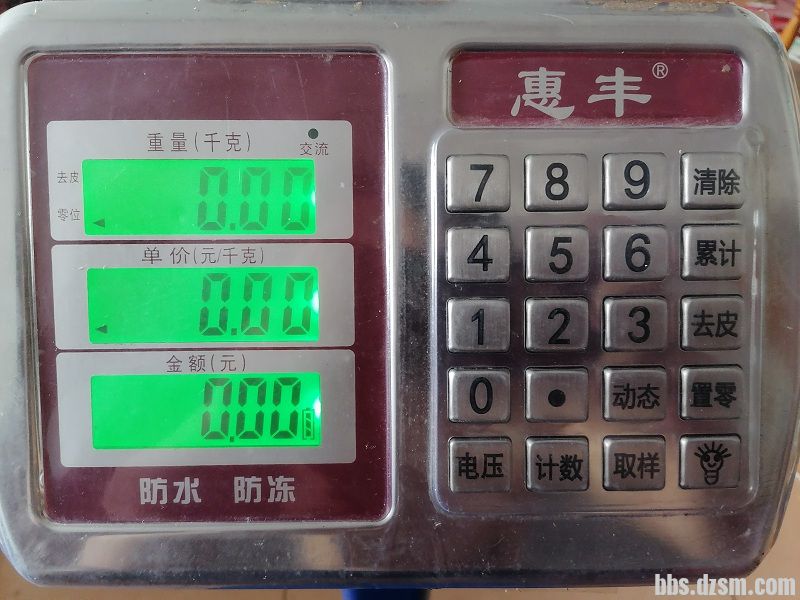 惠丰®
重量(千克)
交流
去皮
零位
0.00
单价(元/千克)
0.00
金额(元)
0.00
防水 防冻
7 8 9 清除
4 5 6 累计
1 2 3 去皮
0 . 动态 置零
电压 计数 取样
bbs.dzsm.com